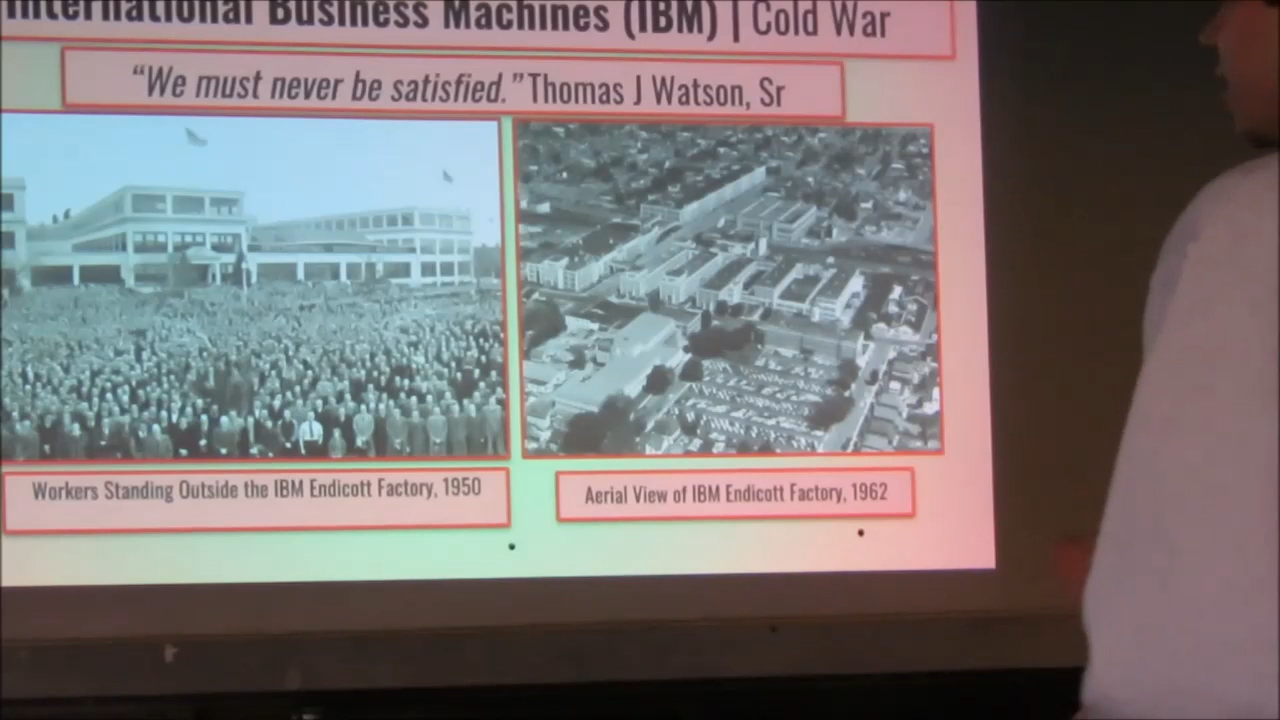 International Business Machines (IBM) | Cold War
“We must never be satisfied.” Thomas J Watson, Sr
Workers Standing Outside the IBM Endicott Factory, 1950
Aerial View of IBM Endicott Factory, 1962